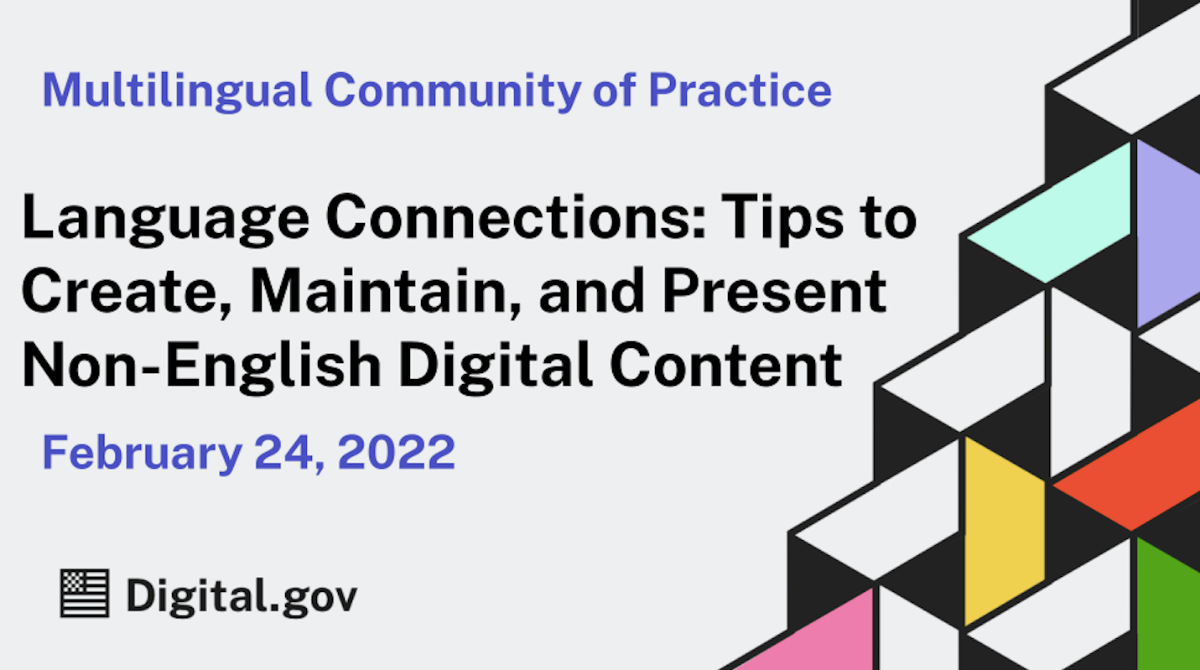 Multilingual Community of Practice
Language Connections: Tips to
Create, Maintain, and Present
Non-English Digital Content
February 24, 2022
Digital.gov